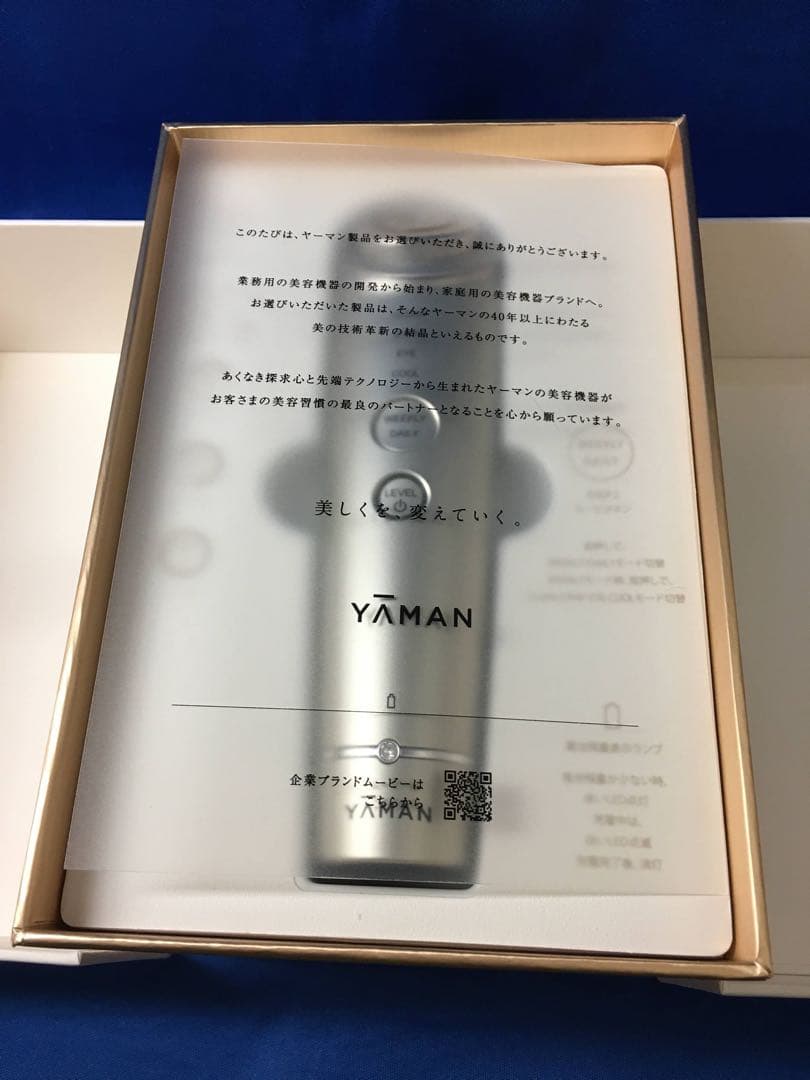 このたびは、ヤーマン製品をお選びいただき、誠にありがとうございます。
業務用の美容機器の開発から始まり、家庭用の美容機器ブランドへ。
お選びいただいた製品は、そんなヤーマンの40年以上にわたる
美の技術革新の結晶といえるものです。
EYE
あくなき探求心と先端テクノロジーから生まれたヤーマンの美容機器が
お客さまの美容習慣の最良のパートナーとなることを心から願っています。
WEEKLY
DAILY
LEVEL
美しくを、変えていく。
YAMAN
企業ブランドムービーは
こちらから
YAMAN